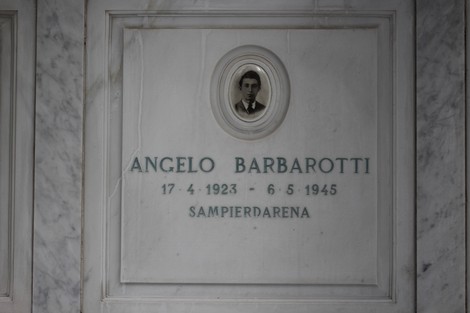 ANGELO BARBAROTTI
17·4·1923 - 6·5·1945
SAMPIERDARENA